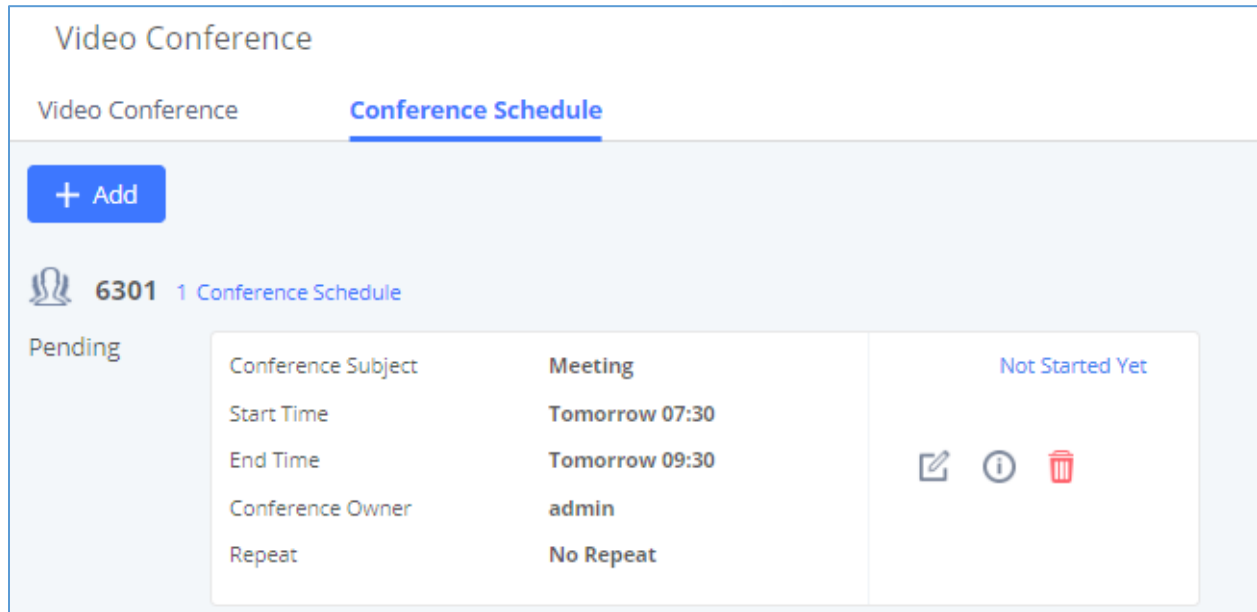 Video Conference
Video Conference Conference Schedule
+ Add
6301 1 Conference Schedule
Pending
Conference Subject Meeting Not Started Yet
Start Time Tomorrow 07:30
End Time Tomorrow 09:30
Conference Owner admin
Repeat No Repeat